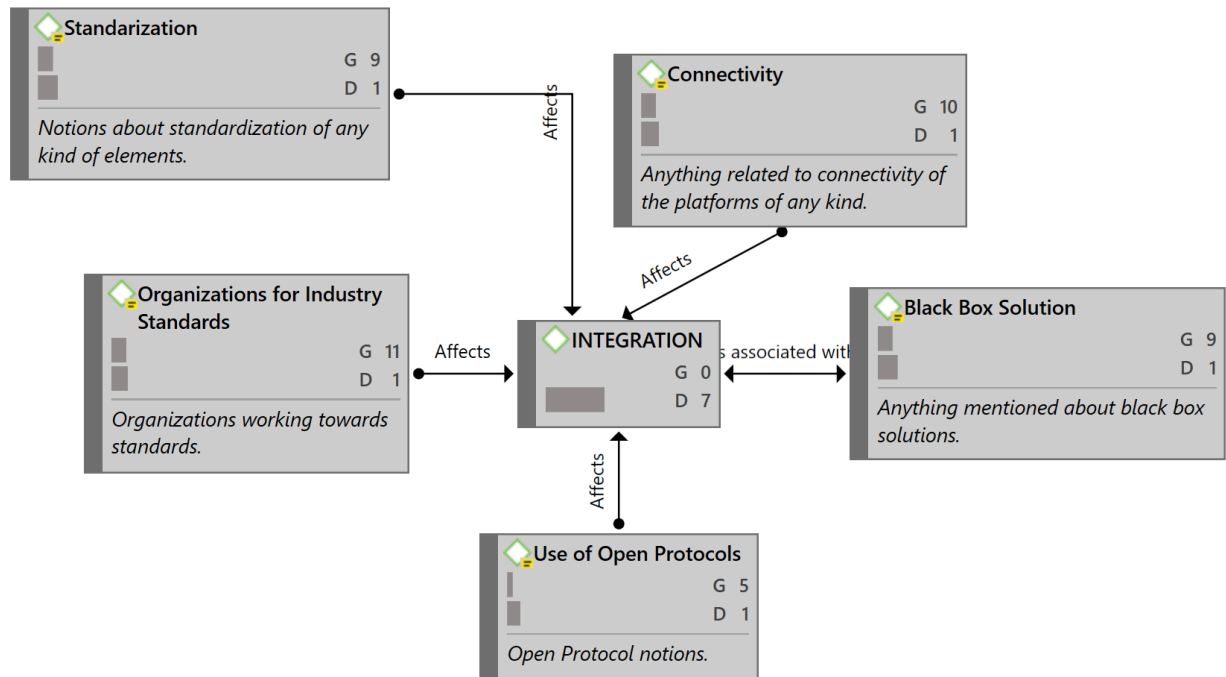 Standarization
G 9
D 1
Notions about standardization of any
kind of elements.
Affects
Connectivity
G 10
D 1
Anything related to connectivity of
the platforms of any kind.
Affects
Organizations for Industry
Standards
G 11
D 1
Organizations working towards
standards.
Affects
INTEGRATION
G 0
D 7
associated with
Black Box Solution
G 9
D 1
Anything mentioned about black box
solutions.
Affects
Use of Open Protocols
G 5
D 1
Open Protocol notions.